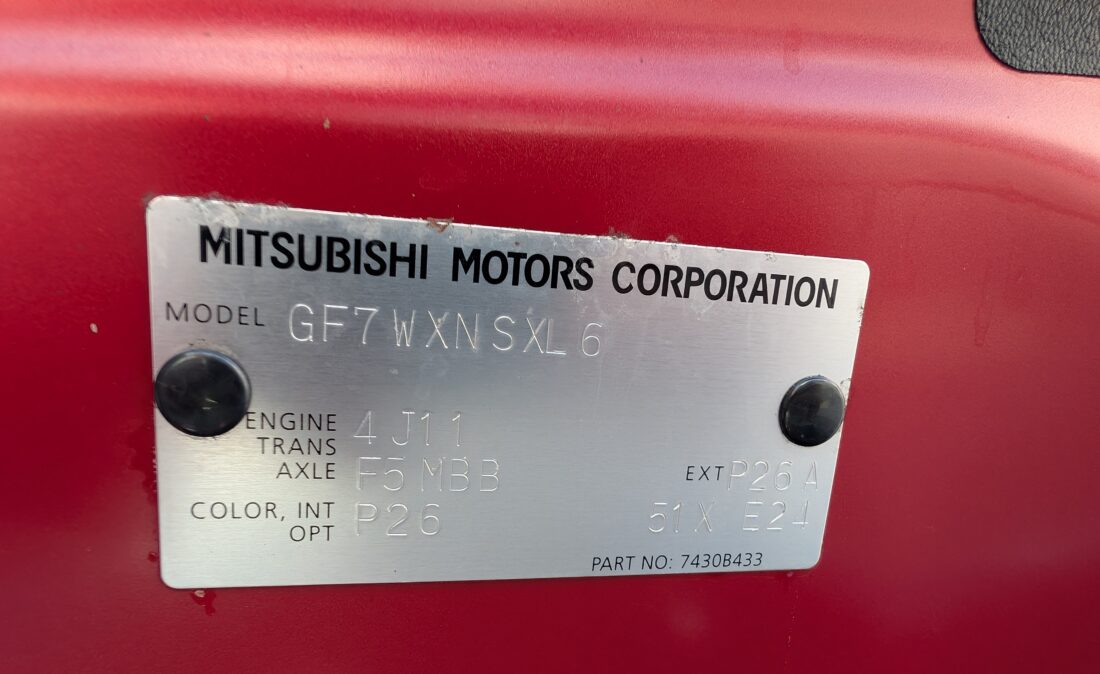 MITSUBISHI MOTORS CORPORATION
MODEL GF7WXNSXL6
ENGINE 4J11
TRANS
AXLE F5MBB EXT P26A
COLOR, INT P26 51X E24
OPT
PART NO: 7430B433